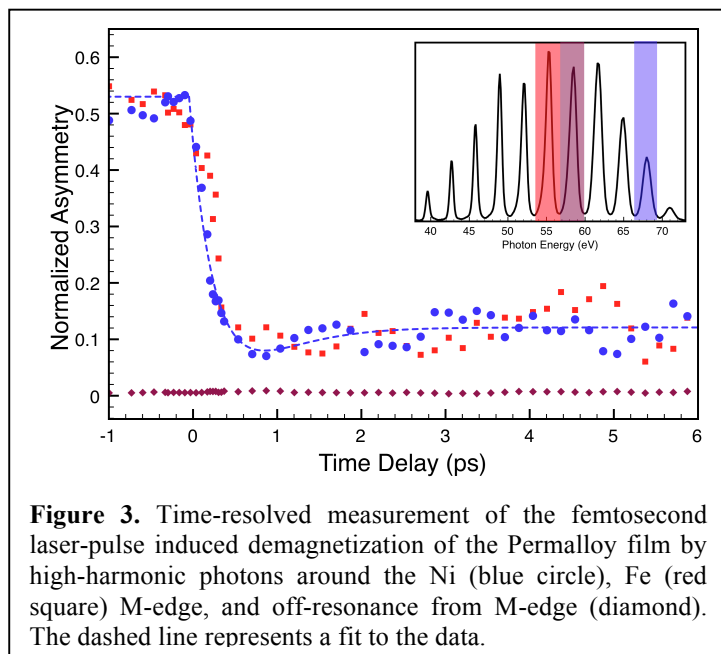 0.6
0.5
0.4
0.3
0.2
0.1
0
Normalized Asymmetry
-1 0 1 2 3 4 5 6
Time Delay (ps)
40 45 50 55 60 65 70
Photon Energy (eV)
Figure 3. Time-resolved measurement of the femtosecond
laser-pulse induced demagnetization of the Permalloy film by
high-harmonic photons around the Ni (blue circle), Fe (red
square) M-edge, and off-resonance from M-edge (diamond).
The dashed line represents a fit to the data.